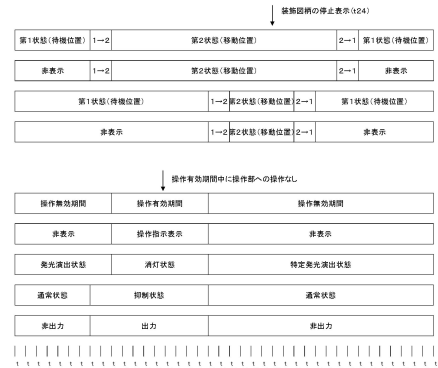 装飾図柄の停止表示(t24)
第1状態(待機位置) 1→2 第2状態(移動位置) 2→1 第1状態(待機位置)
非表示 1→2 第2状態(移動位置) 2→1 非表示
第1状態(待機位置) 1→2 第2状態(移動位置) 2→1 第1状態(待機位置)
非表示 1→2 第2状態(移動位置) 2→1 非表示
操作有効期間中に操作部への操作なし
操作無効期間 操作有効期間 操作無効期間
非表示 操作指示表示 非表示
発光演出状態 消灯状態 特定発光演出状態
通常状態 抑制状態 通常状態
非出力 出力 非出力